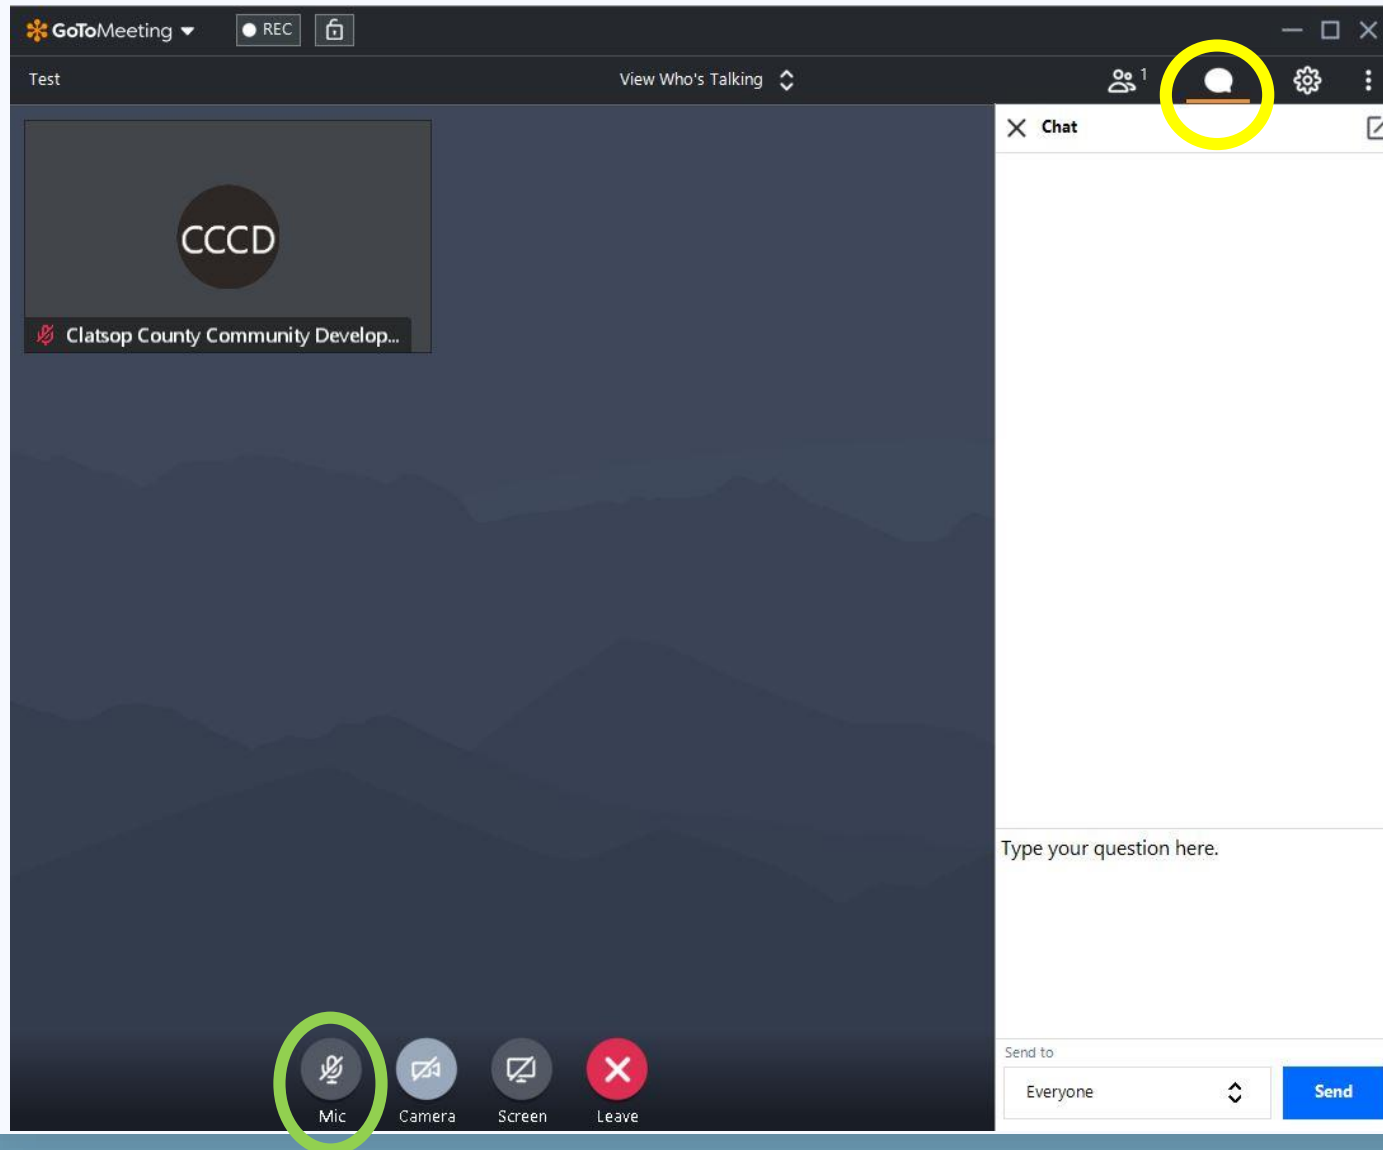 GoToMeeting
REC
Test
View Who's Talking
1
Chat
CCCD
Clatsop County Community Develop...
Type your question here.
Send to
Everyone
Send
Mic
Camera
Screen
Leave